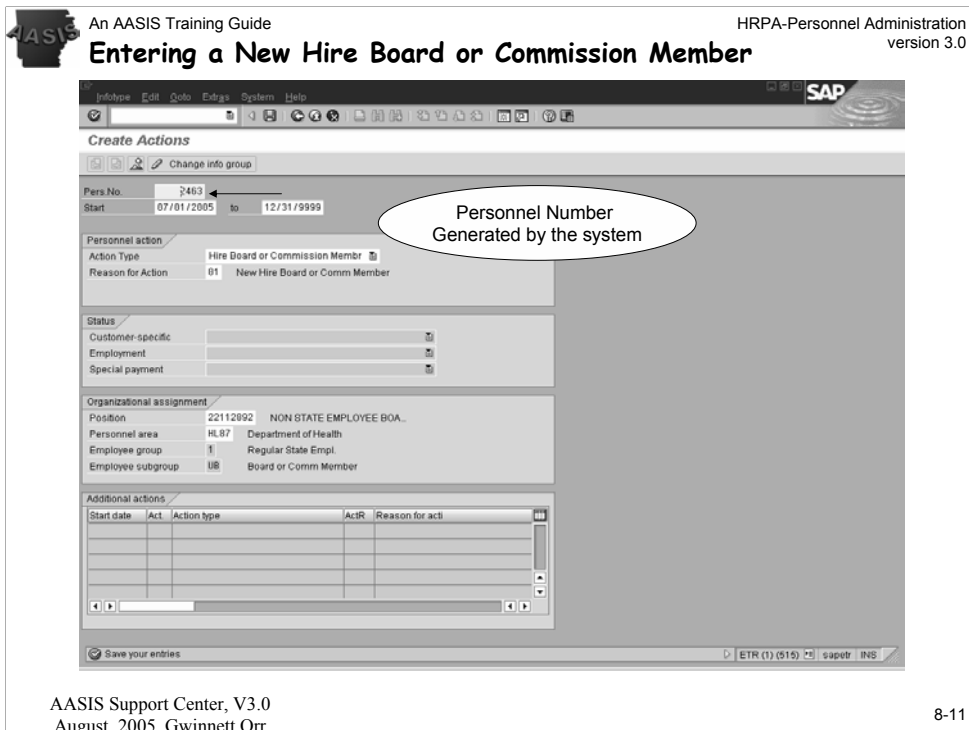 AASIS
An AASIS Training Guide
HRPA-Personnel Administration
version 3.0
Entering a New Hire Board or Commission Member
Infotype Edit Goto Extras System Help
SAP
Create Actions
Change info group
Pers.No. 2463
Start 07/01/2005 to 12/31/9999
Personnel Number
Generated by the system
Personnel action
Action Type Hire Board or Commission Membr
Reason for Action 01 New Hire Board or Comm Member
Status
Customer-specific
Employment
Special payment
Organizational assignment
Position 22112892 NON STATE EMPLOYEE BOA..
Personnel area HL87 Department of Health
Employee group 1 Regular State Empl.
Employee subgroup UB Board or Comm Member
Additional actions
Start date Act. Action type ActR Reason for acti
Save your entries
ETR (1) (515) sapetr INS
AASIS Support Center, V3.0
August, 2005, Gwinnett Orr
8-11